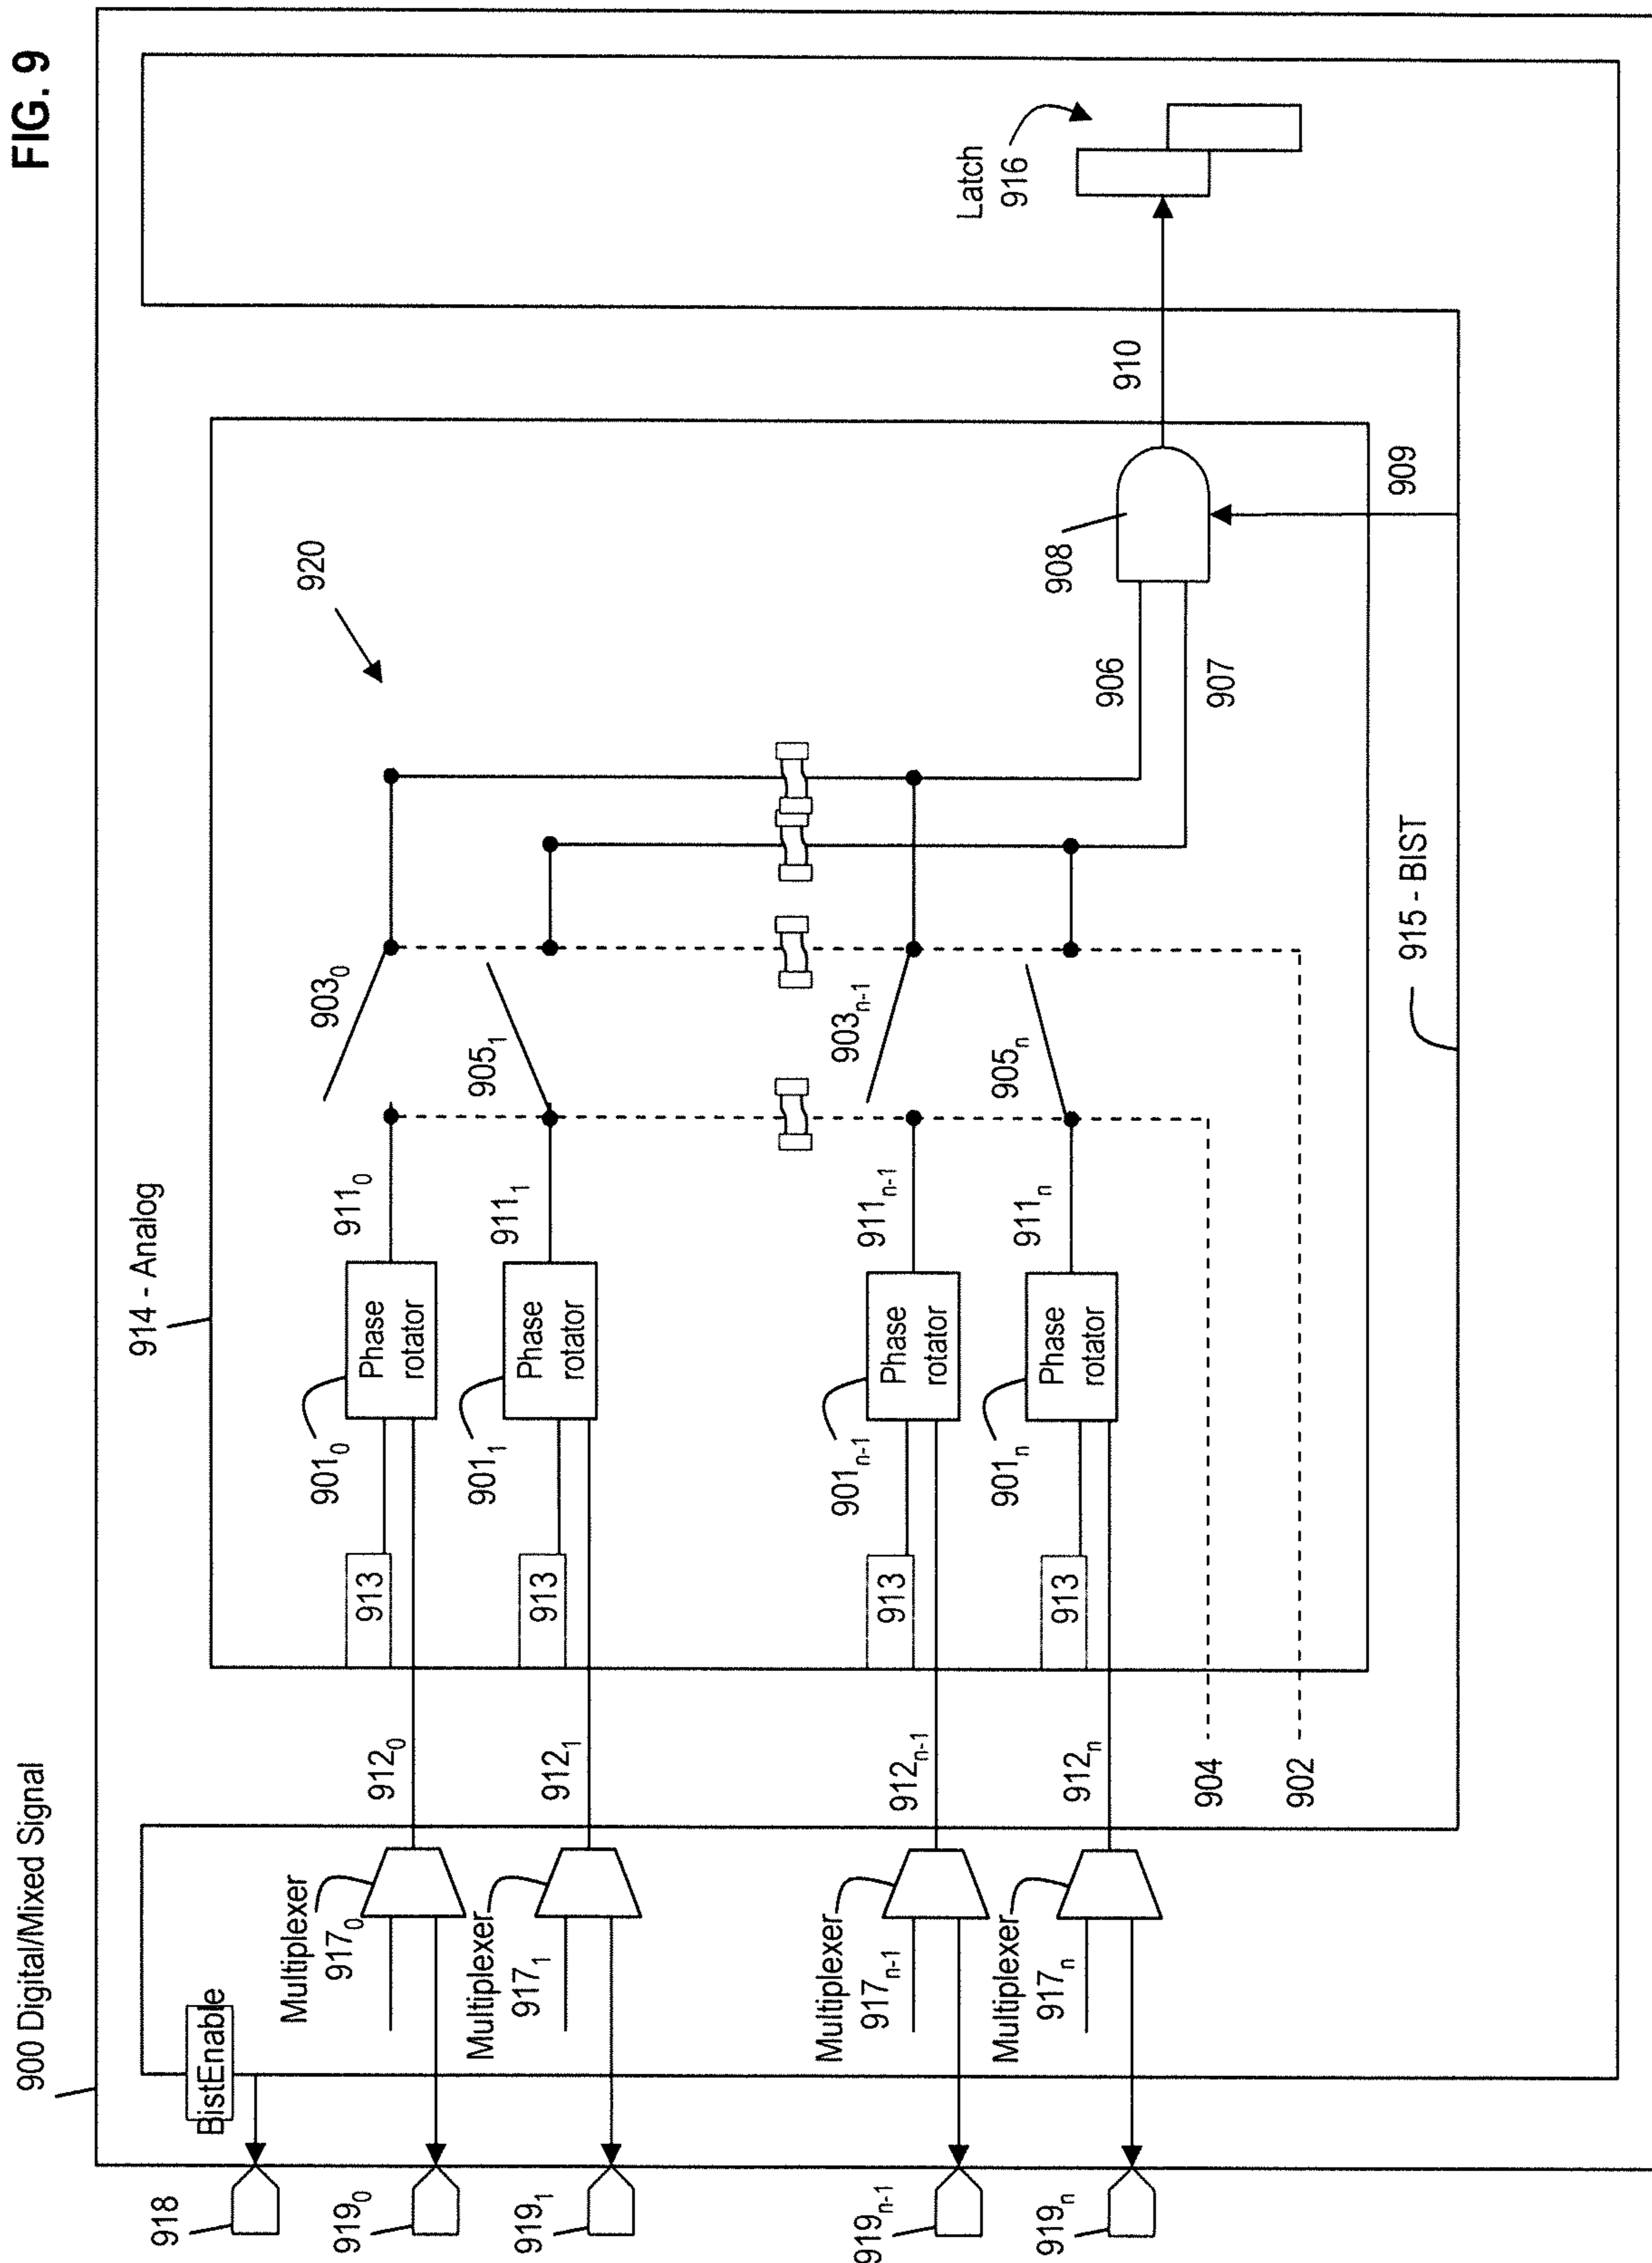 FIG. 9
900 Digital/Mixed Signal
914 - Analog
915 - BIST
BistEnable
918
919₀
919₁
919ₙ₋₁
919ₙ
Multiplexer
917₀
Multiplexer
917₁
Multiplexer
917ₙ₋₁
Multiplexer
917ₙ
912₀
912₁
912ₙ₋₁
912ₙ
904
902
913
913
913
913
901₀
901₁
901ₙ₋₁
901ₙ
Phase
rotator
Phase
rotator
Phase
rotator
Phase
rotator
911₀
911₁
911ₙ₋₁
911ₙ
903₀
905₁
903ₙ₋₁
905ₙ
920
906
907
908
909
910
Latch
916